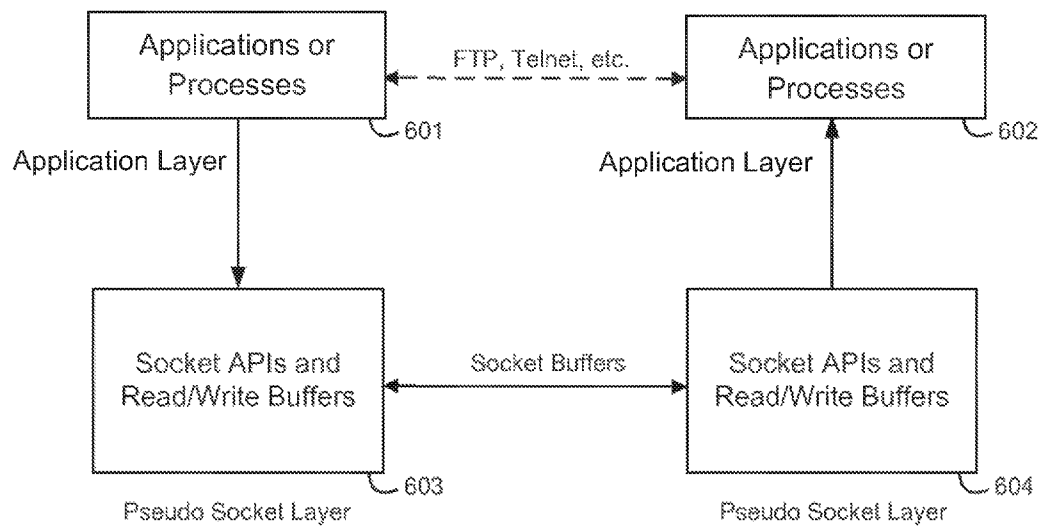 Applications or
Processes
601
FTP, Telnet, etc.
Applications or
Processes
602
Application Layer
Application Layer
Socket APIs and
Read/Write Buffers
603
Socket Buffers
Socket APIs and
Read/Write Buffers
604
Pseudo Socket Layer
Pseudo Socket Layer